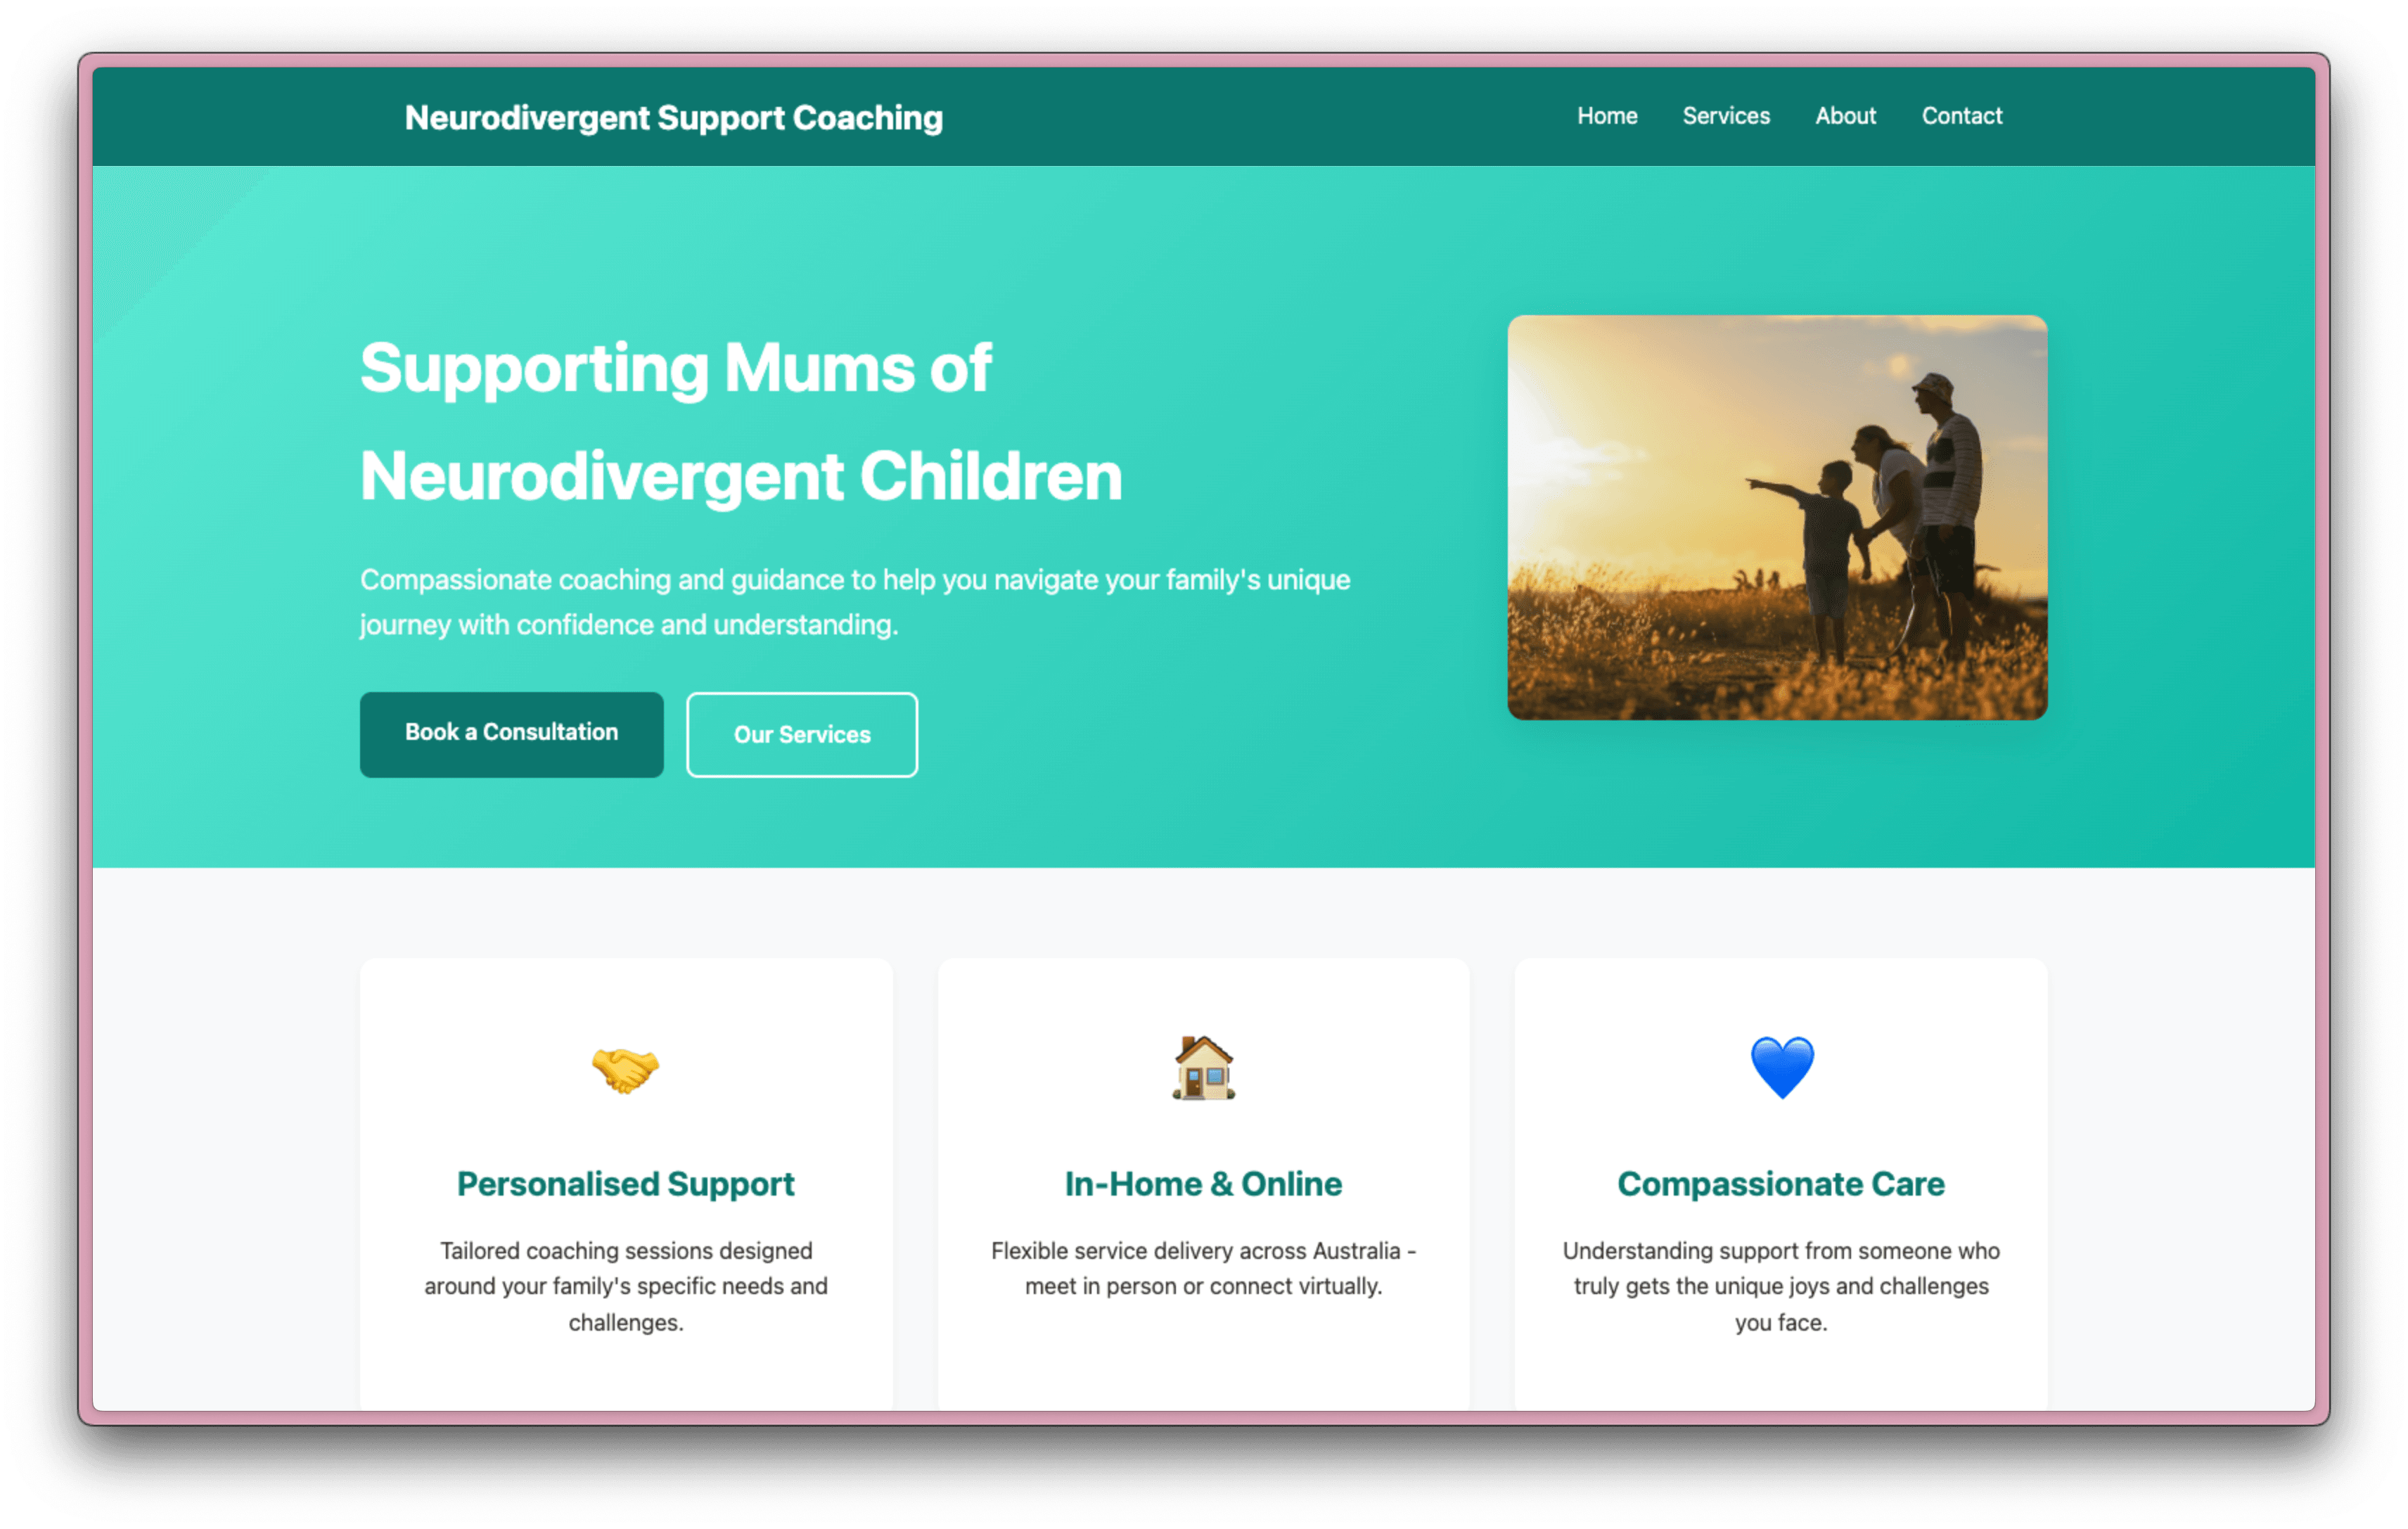 Neurodivergent Support Coaching
Home Services About Contact
Supporting Mums of
Neurodivergent Children
Compassionate coaching and guidance to help you navigate your family's unique
journey with confidence and understanding.
Book a Consultation
Our Services
Personalised Support
Tailored coaching sessions designed
around your family's specific needs and
challenges.
In-Home & Online
Flexible service delivery across Australia -
meet in person or connect virtually.
Compassionate Care
Understanding support from someone who
truly gets the unique joys and challenges
you face.